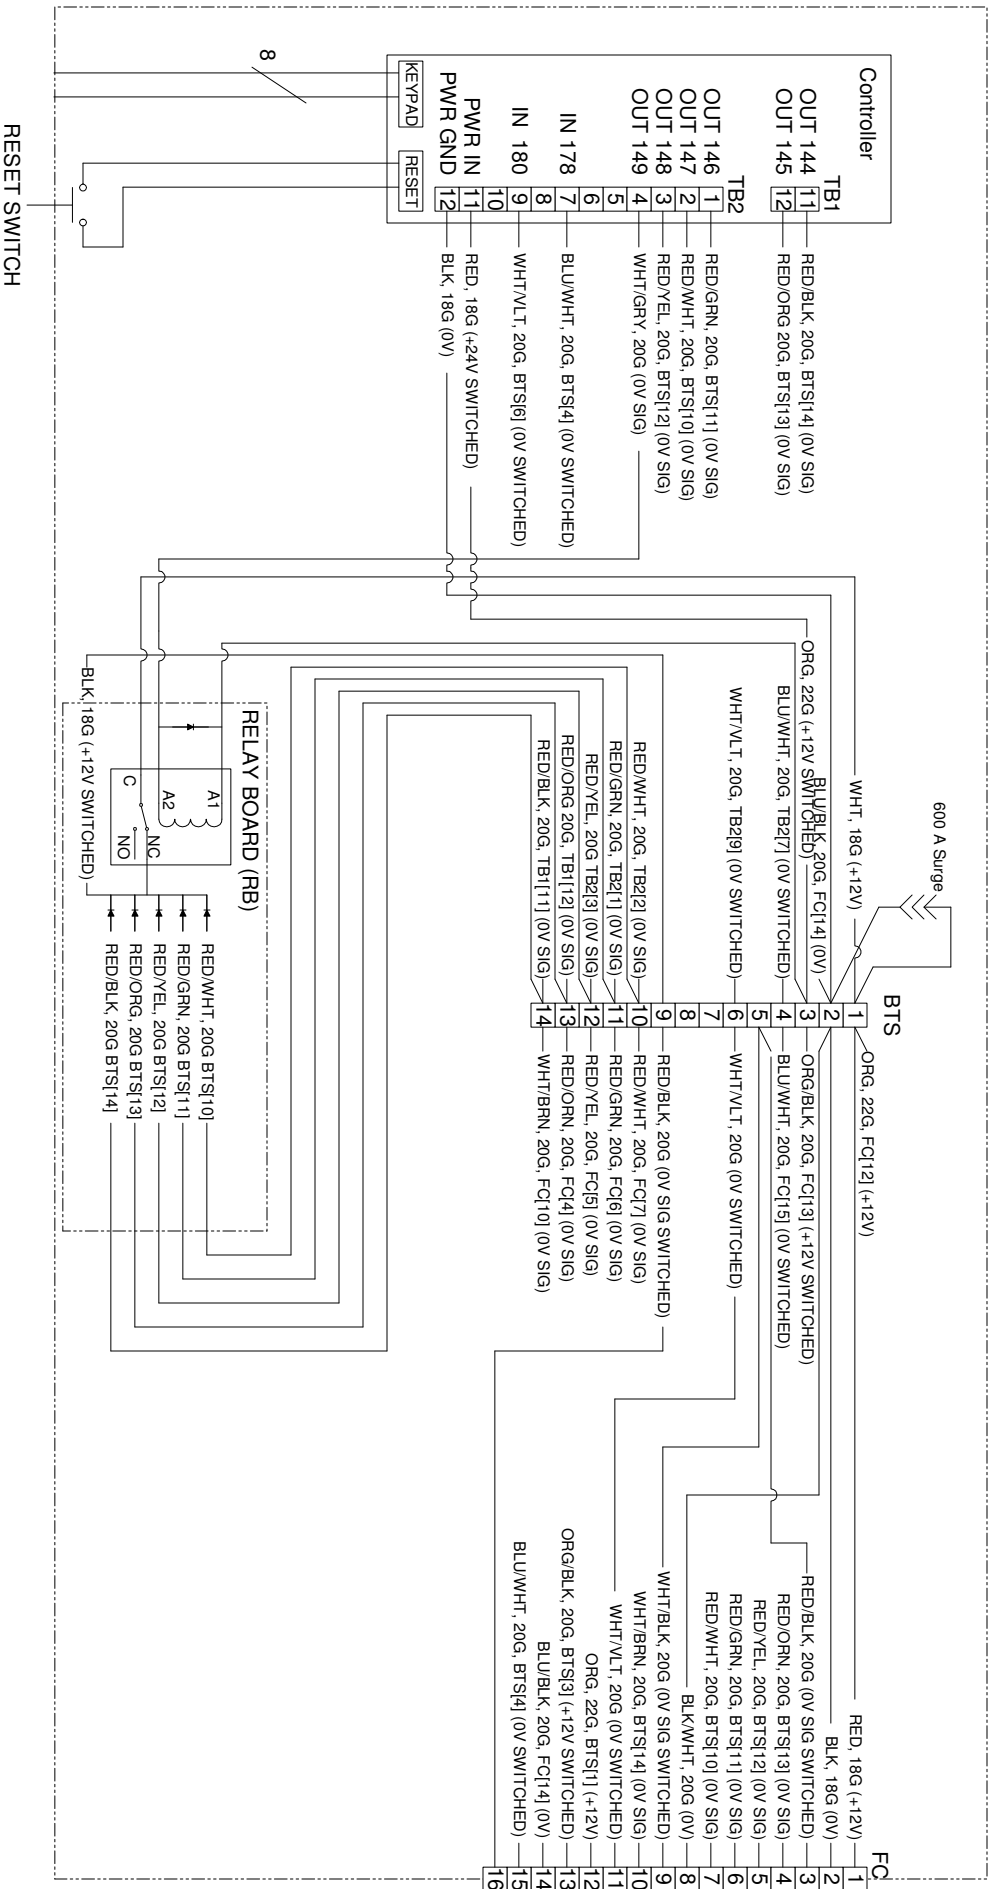 Controller
TB1
OUT 144 11 RED/BLK, 20G, BTS[14] (0V SIG)
OUT 145 12 RED/ORG 20G, BTS[13] (0V SIG)
TB2
OUT 146 1 RED/GRN, 20G, BTS[11] (0V SIG)
OUT 147 2 RED/WHT, 20G, BTS[10] (0V SIG)
OUT 148 3 RED/YEL, 20G, BTS[12] (0V SIG)
OUT 149 4 WHT/GRY, 20G (0V SIG)
5
6
IN 178 7 BLU/WHT, 20G, BTS[4] (0V SWITCHED)
8
IN 180 9 WHT/VLT, 20G, BTS[6] (0V SWITCHED)
10
PWR IN 11 RED, 18G (+24V SWITCHED)
PWR GND 12 BLK, 18G (0V)
KEYPAD
RESET
8
RESET SWITCH
600 A Surge
WHT, 18G (+12V)
BLU/BLK, 20G, FC[14] (0V)
ORG, 22G (+12V SWITCHED)
BLU/WHT, 20G, TB2[7] (0V SWITCHED)
WHT/VLT, 20G, TB2[9] (0V SWITCHED)
RED/WHT, 20G, TB2[2] (0V SIG)
RED/GRN, 20G, TB2[1] (0V SIG)
RED/YEL, 20G TB2[3] (0V SIG)
RED/ORG 20G, TB1[12] (0V SIG)
RED/BLK, 20G, TB1[11] (0V SIG)
BLK, 18G (+12V SWITCHED)
RELAY BOARD (RB)
A1
A2
C
NC
NO
RED/WHT, 20G BTS[10]
RED/GRN, 20G BTS[11]
RED/YEL, 20G BTS[12]
RED/ORG, 20G BTS[13]
RED/BLK, 20G BTS[14]
BTS
1 ORG, 22G, FC[12] (+12V)
2
3 ORG/BLK, 20G, FC[13] (+12V SWITCHED)
4 BLU/WHT, 20G, FC[15] (0V SWITCHED)
5
6 WHT/VLT, 20G (0V SWITCHED)
7
8
9 RED/BLK, 20G (0V SIG SWITCHED)
10 RED/WHT, 20G, FC[7] (0V SIG)
11 RED/GRN, 20G, FC[6] (0V SIG)
12 RED/YEL, 20G, FC[5] (0V SIG)
13 RED/ORN, 20G, FC[4] (0V SIG)
14 WHT/BRN, 20G, FC[10] (0V SIG)
FC
RED, 18G (+12V) 1
BLK, 18G (0V) 2
RED/BLK, 20G (0V SIG SWITCHED) 3
RED/ORN, 20G, BTS[13] (0V SIG) 4
RED/YEL, 20G, BTS[12] (0V SIG) 5
RED/GRN, 20G, BTS[11] (0V SIG) 6
RED/WHT, 20G, BTS[10] (0V SIG) 7
BLK/WHT, 20G (0V) 8
WHT/BLK, 20G (0V SIG SWITCHED) 9
WHT/BRN, 20G, BTS[14] (0V SIG) 10
WHT/VLT, 20G (0V SWITCHED) 11
ORG, 22G, BTS[1] (+12V) 12
ORG/BLK, 20G, BTS[3] (+12V SWITCHED) 13
BLU/BLK, 20G, FC[14] (0V) 14
BLU/WHT, 20G, BTS[4] (0V SWITCHED) 15
16